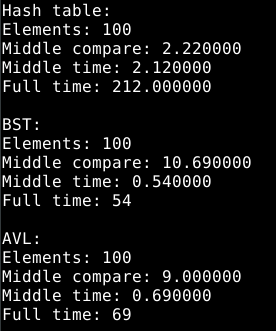 Hash table:
Elements: 100
Middle compare: 2.220000
Middle time: 2.120000
Full time: 212.000000

BST:
Elements: 100
Middle compare: 10.690000
Middle time: 0.540000
Full time: 54

AVL:
Elements: 100
Middle compare: 9.000000
Middle time: 0.690000
Full time: 69